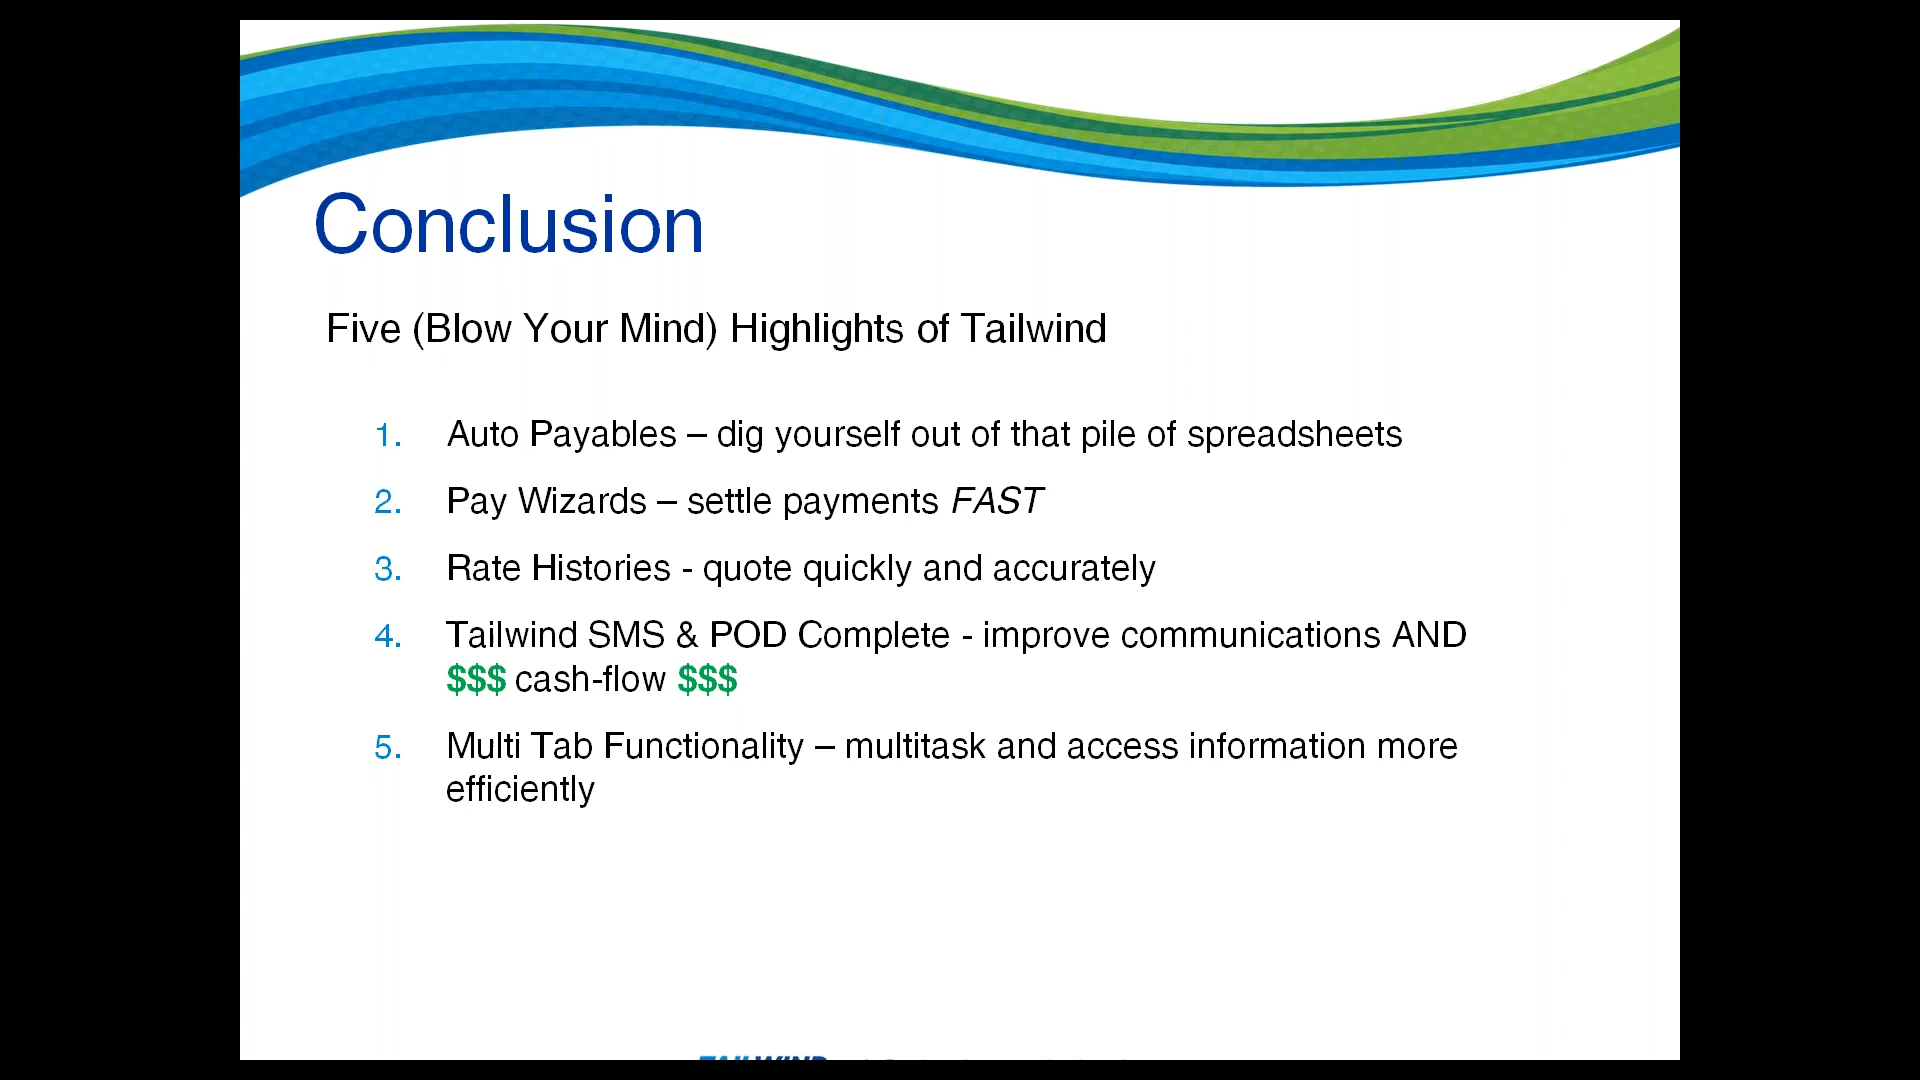 Conclusion
Five (Blow Your Mind) Highlights of Tailwind
1. Auto Payables – dig yourself out of that pile of spreadsheets
2. Pay Wizards – settle payments FAST
3. Rate Histories - quote quickly and accurately
4. Tailwind SMS & POD Complete - improve communications AND
$$$ cash-flow $$$
5. Multi Tab Functionality – multitask and access information more
efficiently
TAILWIND